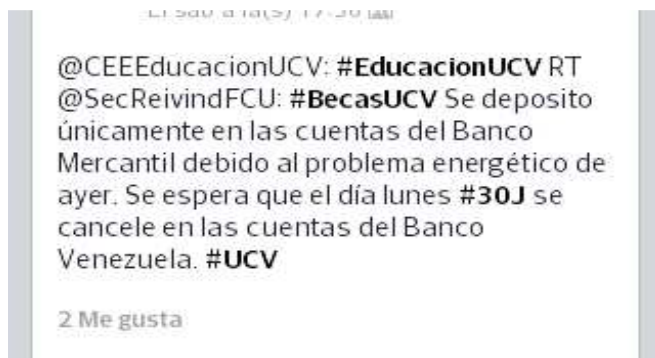 @CEEEducacionUCV: #EducacionUCV RT
@SecReivindFCU: #BecasUCV Se deposito
únicamente en las cuentas del Banco
Mercantil debido al problema energético de
ayer. Se espera que el día lunes #30J se
cancele en las cuentas del Banco
Venezuela. #UCV
2 Me gusta